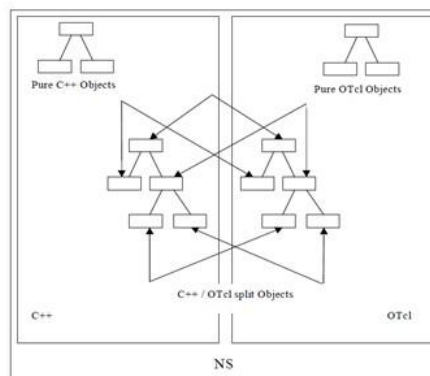 Pure C++ Objects
Pure OTcl Objects
C++ / OTcl split Objects
C++
OTcl
NS